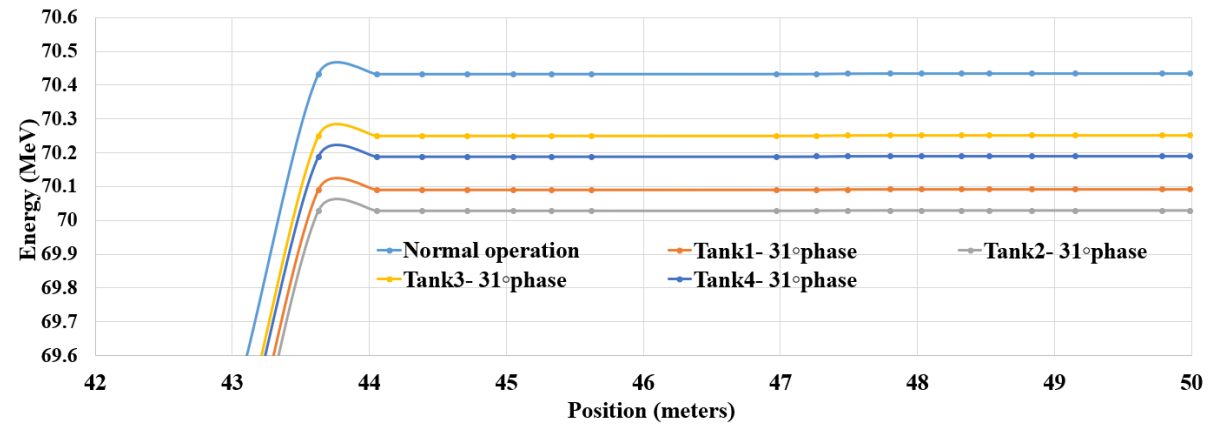 70.6
70.5
70.4
70.3
70.2
70.1
70
69.9
69.8
69.7
69.6
Energy (MeV)
Normal operation Tank1- 31◦phase Tank2- 31◦phase
Tank3- 31◦phase Tank4- 31◦phase
42 43 44 45 46 47 48 49 50
Position (meters)